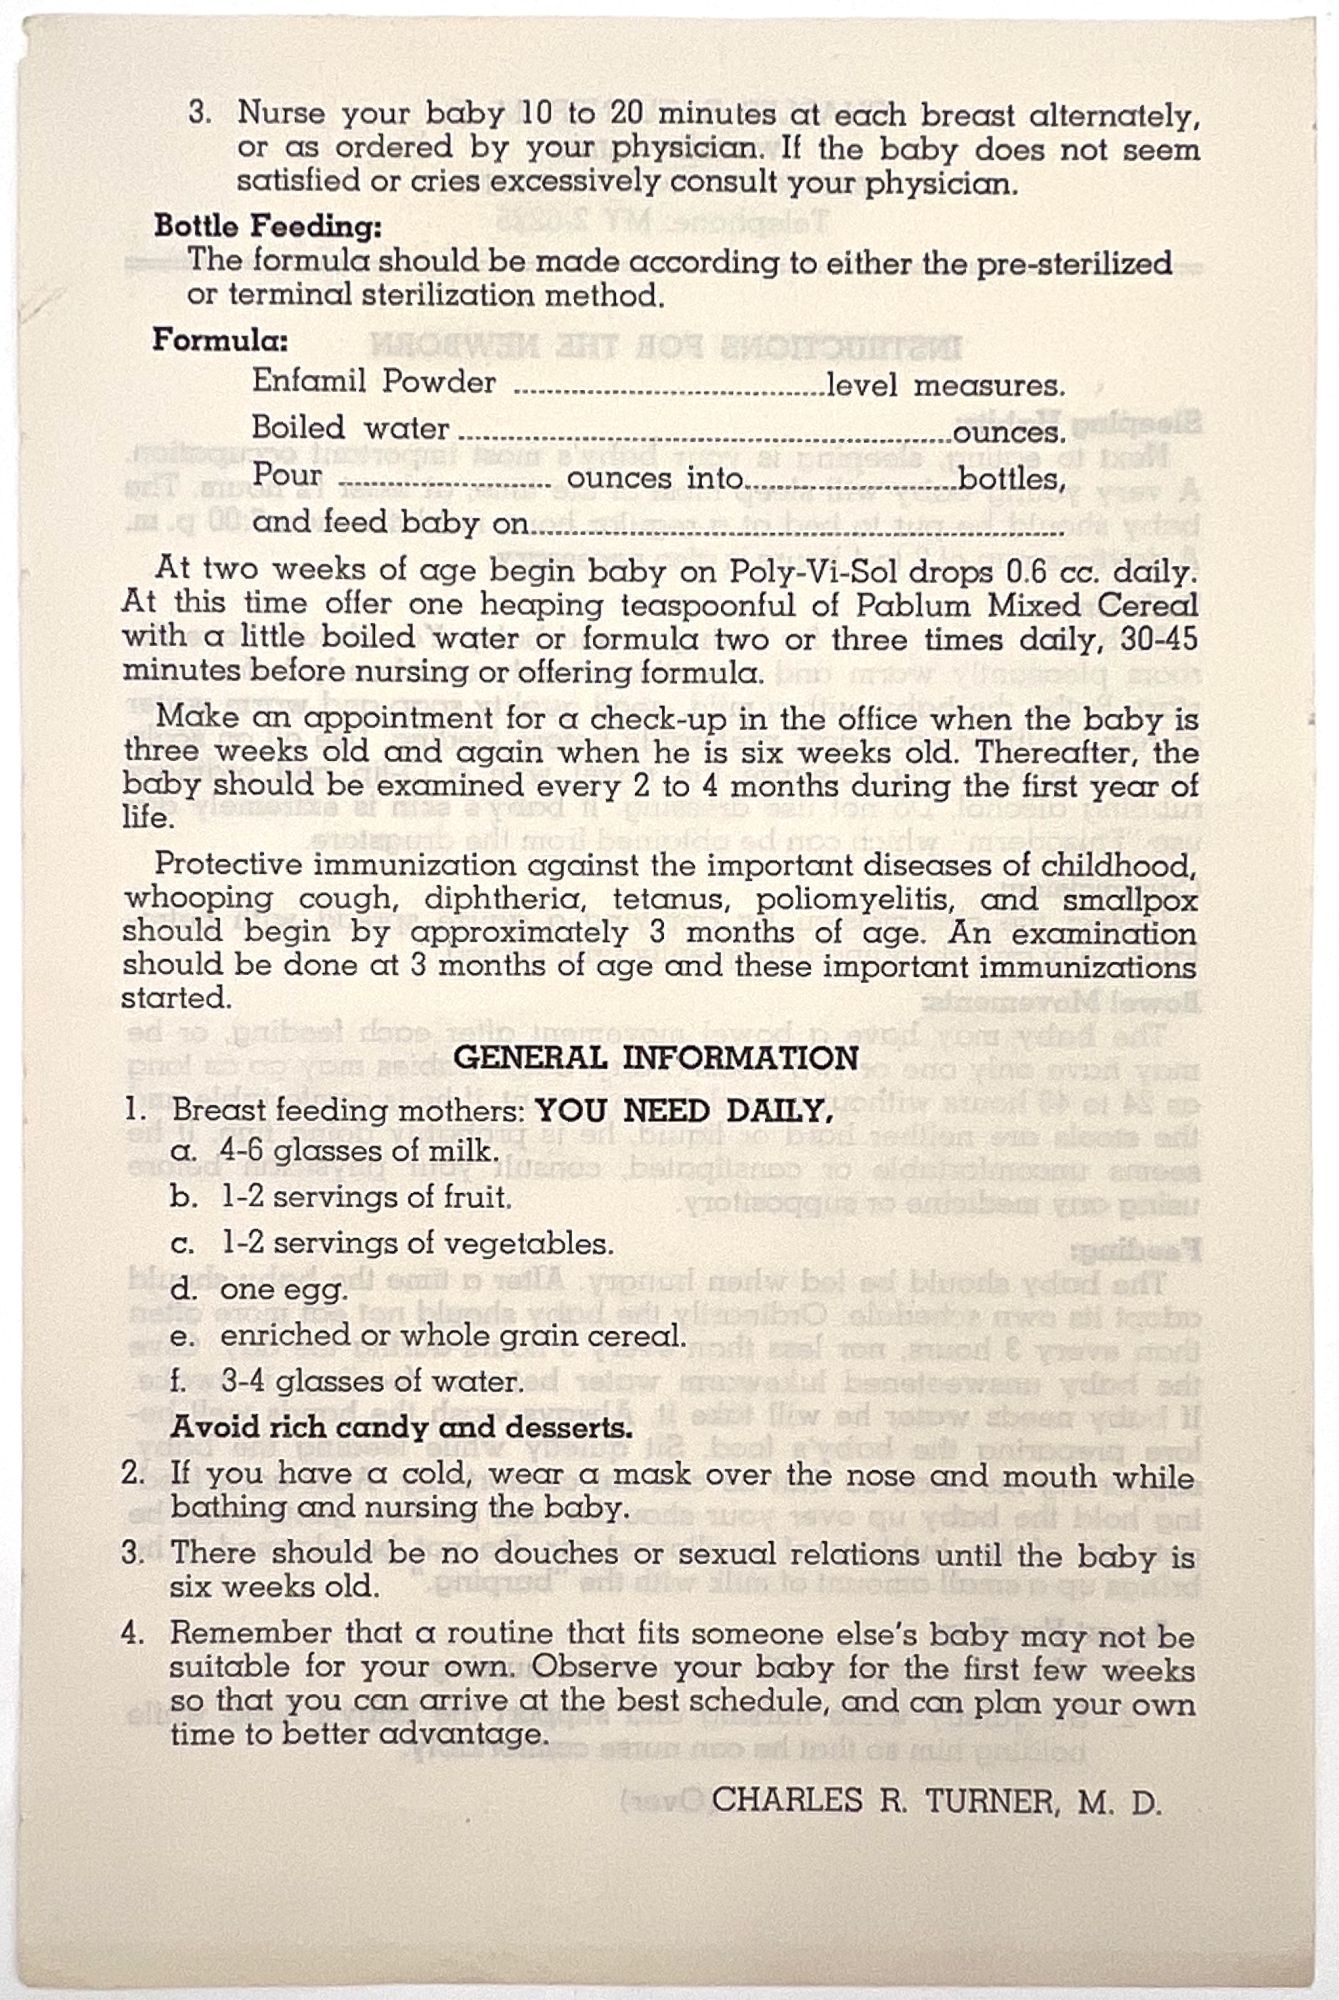 3. Nurse your baby 10 to 20 minutes at each breast alternately,
or as ordered by your physician. If the baby does not seem
satisfied or cries excessively consult your physician.
Bottle Feeding:
The formula should be made according to either the pre-sterilized
or terminal sterilization method.
Formula:
Enfamil Powder ........................................level measures.
Boiled water ................................................................ounces.
Pour ........................... ounces into............................bottles,
and feed baby on.....................................................................
At two weeks of age begin baby on Poly-Vi-Sol drops 0.6 cc. daily.
At this time offer one heaping teaspoonful of Pablum Mixed Cereal
with a little boiled water or formula two or three times daily, 30-45
minutes before nursing or offering formula.
Make an appointment for a check-up in the office when the baby is
three weeks old and again when he is six weeks old. Thereafter, the
baby should be examined every 2 to 4 months during the first year of
life.
Protective immunization against the important diseases of childhood,
whooping cough, diphtheria, tetanus, poliomyelitis, and smallpox
should begin by approximately 3 months of age. An examination
should be done at 3 months of age and these important immunizations
started.
GENERAL INFORMATION
1. Breast feeding mothers: YOU NEED DAILY,
a. 4-6 glasses of milk.
b. 1-2 servings of fruit.
c. 1-2 servings of vegetables.
d. one egg.
e. enriched or whole grain cereal.
f. 3-4 glasses of water.
Avoid rich candy and desserts.
2. If you have a cold, wear a mask over the nose and mouth while
bathing and nursing the baby.
3. There should be no douches or sexual relations until the baby is
six weeks old.
4. Remember that a routine that fits someone else's baby may not be
suitable for your own. Observe your baby for the first few weeks
so that you can arrive at the best schedule, and can plan your own
time to better advantage.
CHARLES R. TURNER, M. D.